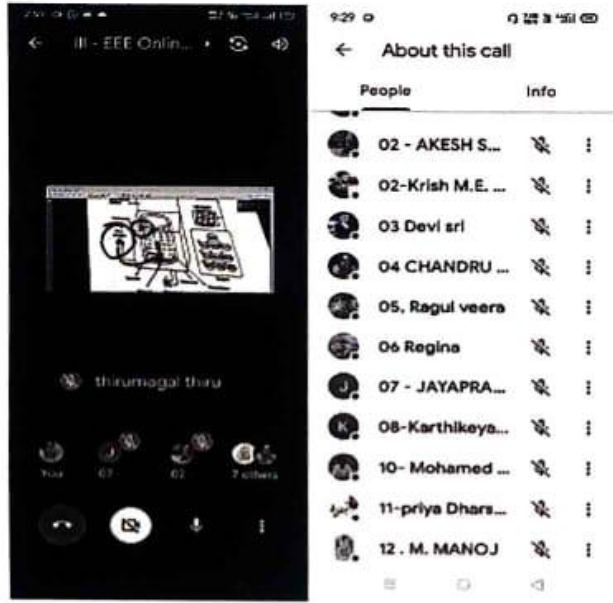 III - EEE Onlin...
thirumagal thiru
You
07
02
7 others
9:29
About this call
People
Info
02 - AKESH S...
02-Krish M.E. ...
03 Devi sri
04 CHANDRU ...
05. Ragul veera
06 Regina
07 - JAYAPRA...
J
08-Karthikeya...
K
10- Mohamed ...
11-priya Dhars...
12 . M. MANOJ